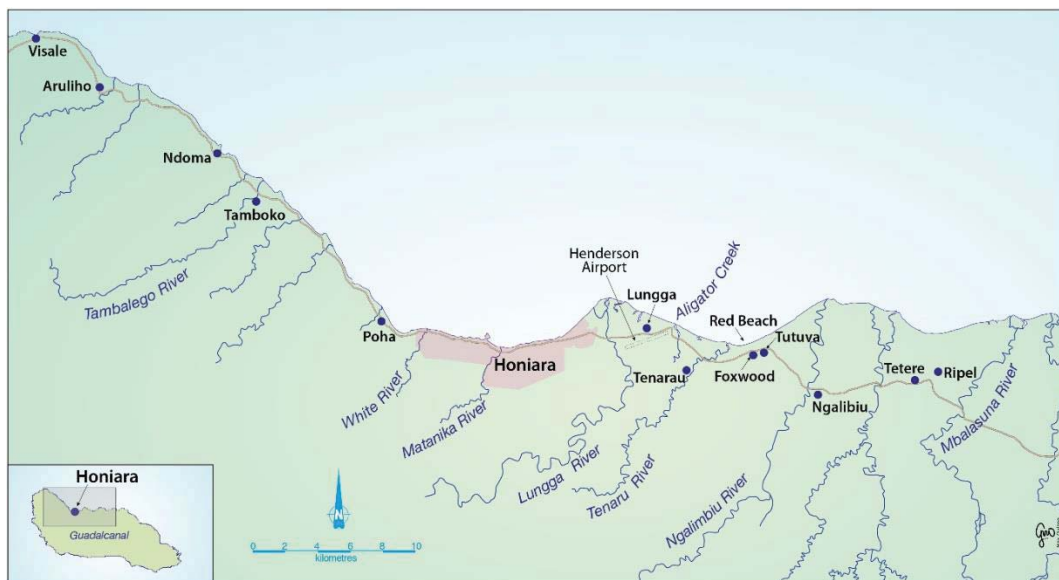 Visale
Aruliho
Ndoma
Tamboko
Tambalego River
Poha
Honiara
White River
Matanika River
Henderson
Airport
Lungga
Aligator Creek
Red Beach
Tutuva
Foxwood
Tenarau
Lungga River
Tenaru River
Ngalibiu
Ngalimbiu River
Tetere
Ripel
Mbalasuna River
Honiara
Guadalcanal
N
0 2 4 6 8 10
kilometres